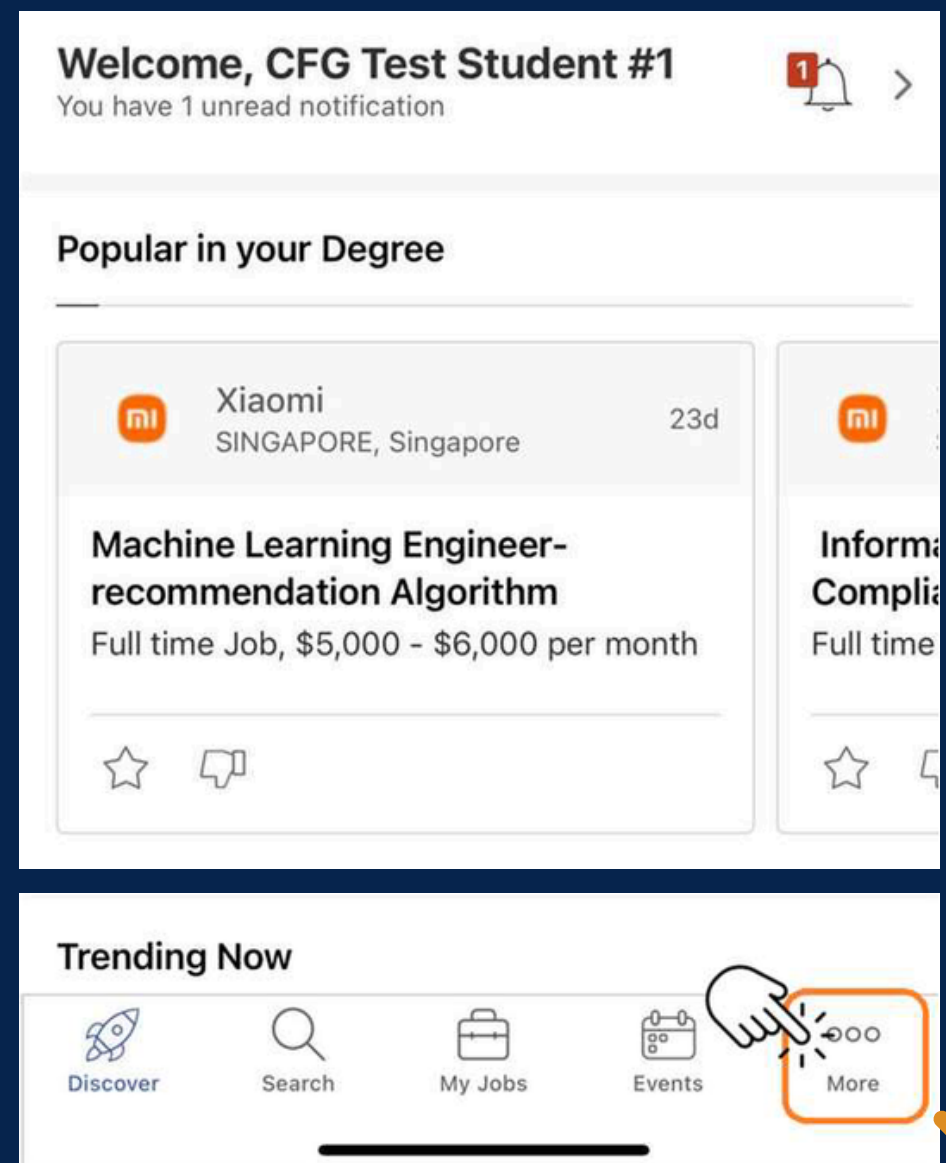 Welcome, CFG Test Student #1
1
You have 1 unread notification
Popular in your Degree
Xiaomi
SINGAPORE, Singapore
23d
Machine Learning Engineer-
recommendation Algorithm
Full time Job, $5,000 - $6,000 per month
Full time
Trending Now
Discover
Search
My Jobs
Events
More